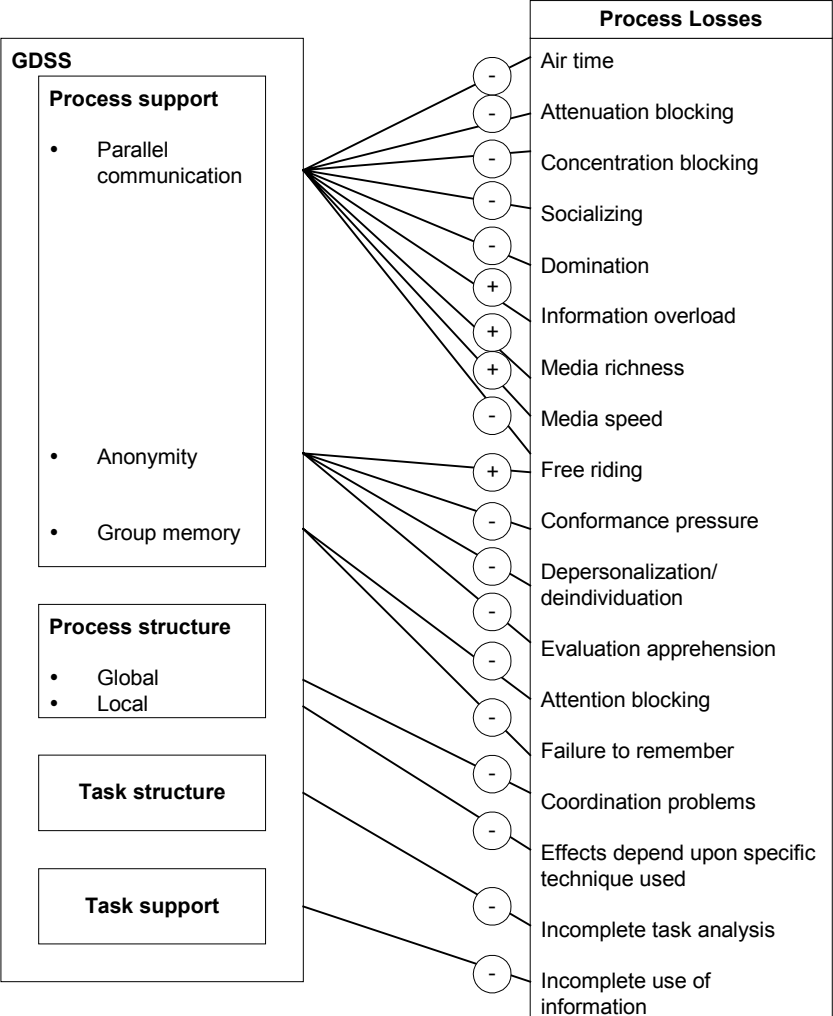 Process Losses
GDSS
Process support
• Parallel
communication
• Anonymity
• Group memory
Process structure
• Global
• Local
Task structure
Task support
-
-
-
-
-
+
+
+
-
+
-
-
-
-
-
-
-
-
-
Air time
Attenuation blocking
Concentration blocking
Socializing
Domination
Information overload
Media richness
Media speed
Free riding
Conformance pressure
Depersonalization/
deindividuation
Evaluation apprehension
Attention blocking
Failure to remember
Coordination problems
Effects depend upon specific
technique used
Incomplete task analysis
Incomplete use of
information